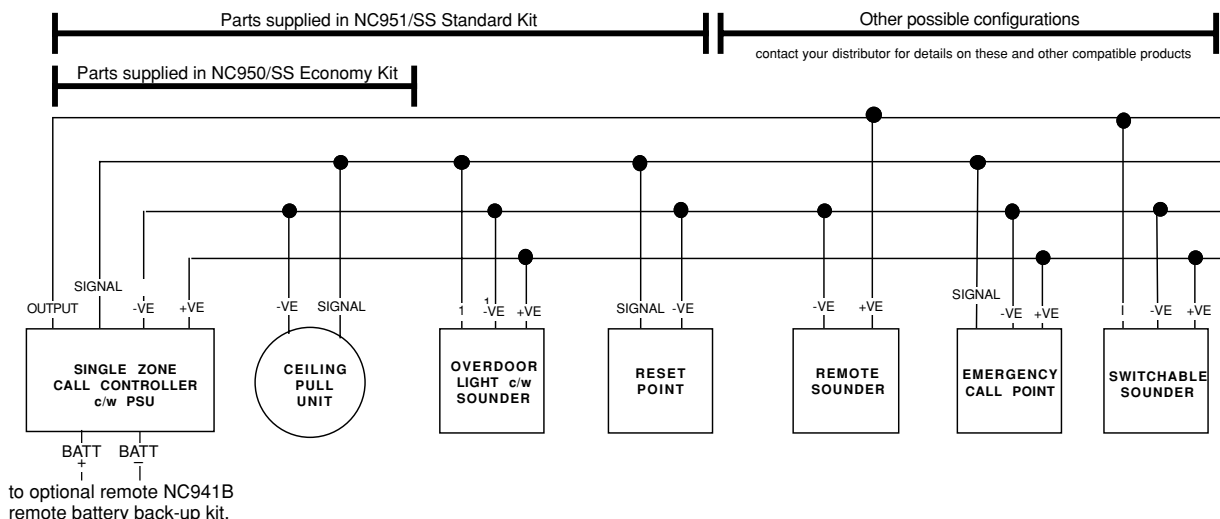 Parts supplied in NC951/SS Standard Kit
Other possible configurations
contact your distributor for details on these and other compatible products
Parts supplied in NC950/SS Economy Kit
OUTPUT
SIGNAL
-VE
+VE
-VE
SIGNAL
1
1
-VE
+VE
SIGNAL
-VE
-VE
+VE
SIGNAL
-VE
+VE
I
-VE
+VE
SINGLE ZONE
CALL CONTROLLER
c/w PSU
CEILING
PULL
UNIT
OVERDOOR
LIGHT c/w
SOUNDER
RESET
POINT
REMOTE
SOUNDER
EMERGENCY
CALL POINT
SWITCHABLE
SOUNDER
BATT
+
BATT
–
to optional remote NC941B
remote battery back-up kit.